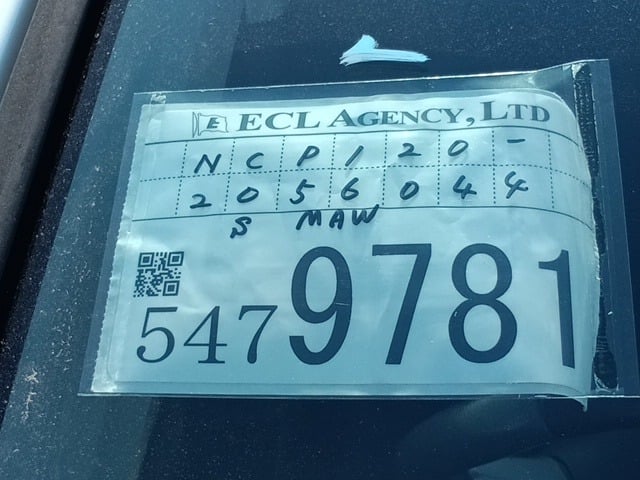 E ECL AGENCY, LTD
NCP120-
2056044
S MAW
5479781